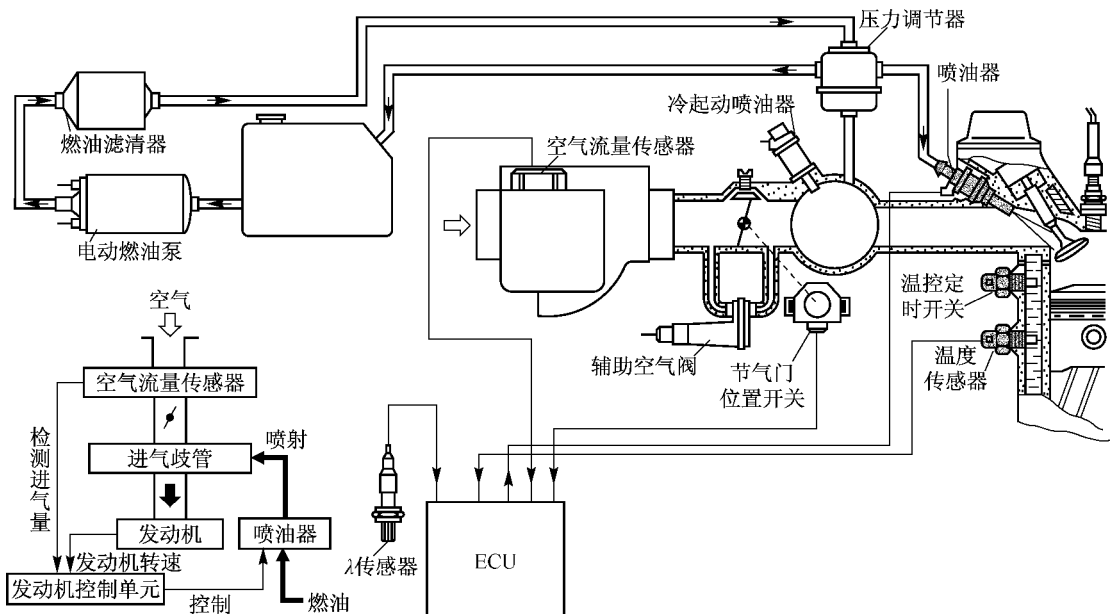 压力调节器
喷油器
冷起动喷油器
燃油滤清器
空气流量传感器
电动燃油泵
温控定
时开关
空气
辅助空气阀
节气门
位置开关
温度
传感器
空气流量传感器
检测进气量
喷射
进气歧管
发动机
喷油器
发动机转速
λ传感器
ECU
发动机控制单元
控制
燃油